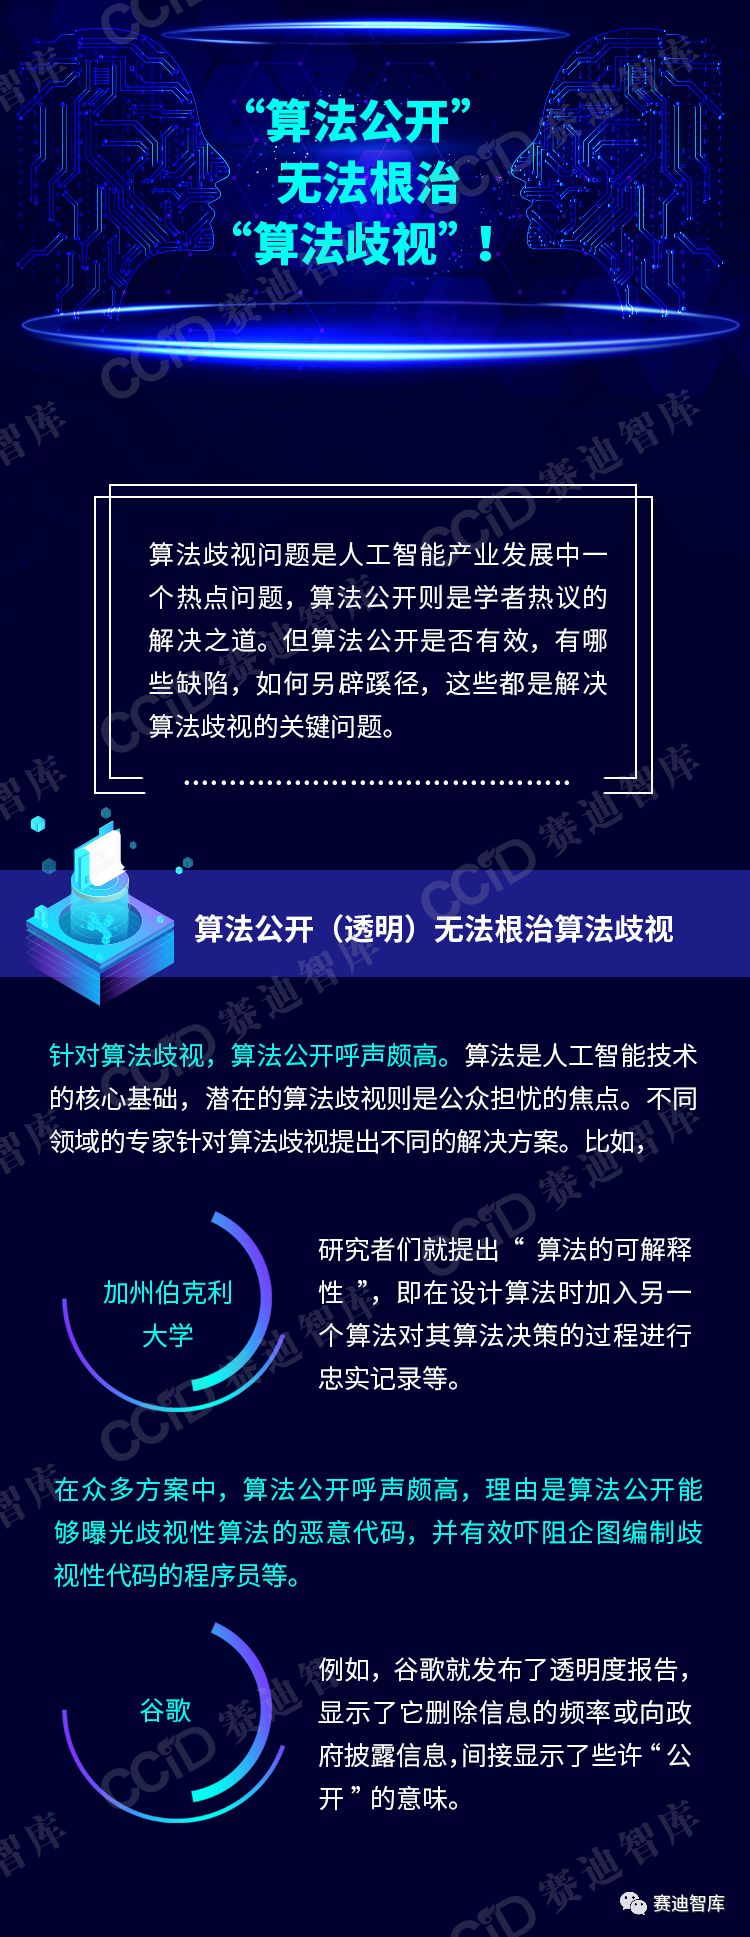 “算法公开”
无法根治
“算法歧视”！
算法歧视问题是人工智能产业发展中一
个热点问题，算法公开则是学者热议的
解决之道。但算法公开是否有效，有哪
些缺陷，如何另辟蹊径，这些都是解决
算法歧视的关键问题。
算法公开（透明）无法根治算法歧视
针对算法歧视，算法公开呼声颇高。算法是人工智能技术
的核心基础，潜在的算法歧视则是公众担忧的焦点。不同
领域的专家针对算法歧视提出不同的解决方案。比如，
加州伯克利
大学
研究者们就提出“算法的可解释
性”，即在设计算法时加入另一
个算法对其算法决策的过程进行
忠实记录等。
在众多方案中，算法公开呼声颇高，理由是算法公开能
够曝光歧视性算法的恶意代码，并有效吓阻企图编制歧
视性代码的程序员等。
谷歌
例如，谷歌就发布了透明度报告，
显示了它删除信息的频率或向政
府披露信息，间接显示了些许“公
开”的意味。
CCID 赛迪智库
赛迪智库